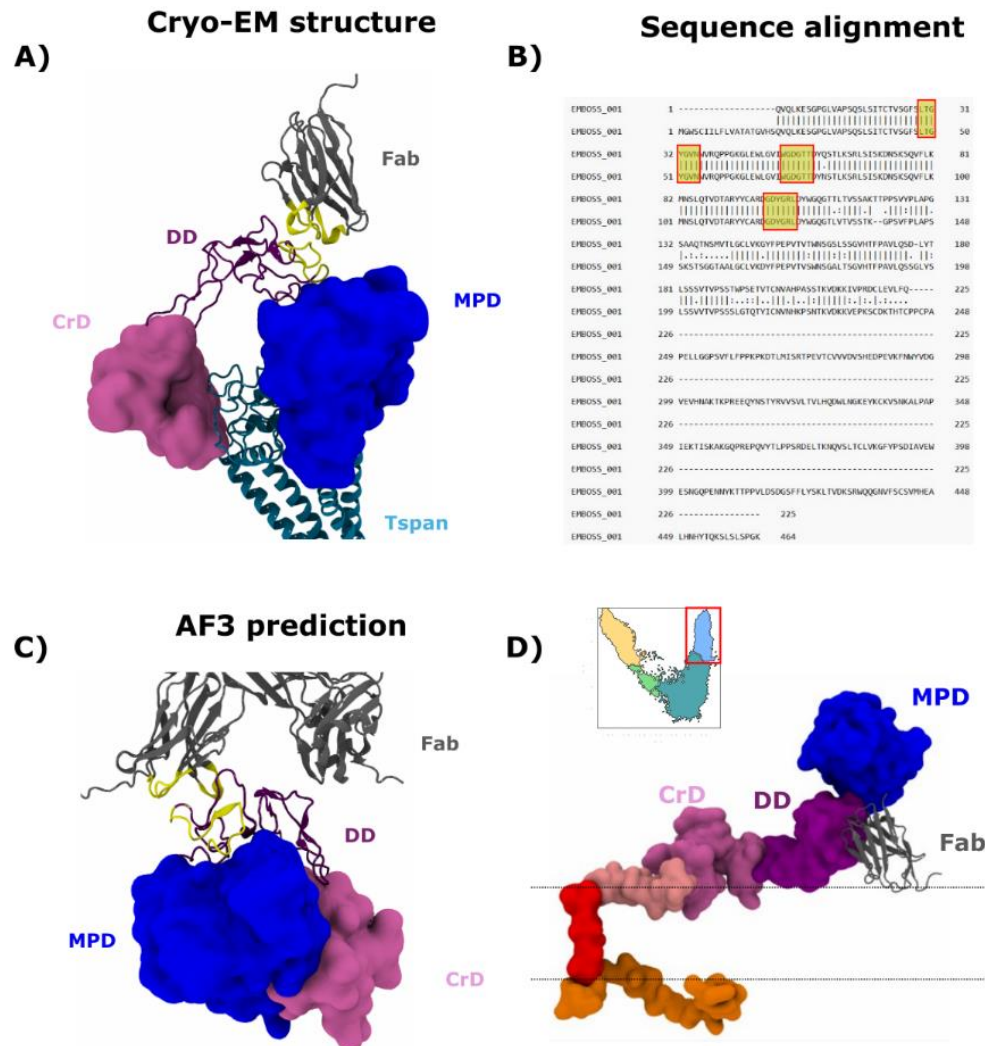 Cryo-EM structure
Sequence alignment
A)
Fab
DD
MPD
CrD
Tspan
B)
EMBOSS_001 1 -------------------QVQLKESGPGLVAPSQSLSITCTVSGFSLTG 31
EMBOSS_001 1 MGWSCIILFLVATATGVHSQVQLKESGPGLVAPSQSLSITCTVSGFSLTG 50
EMBOSS_001 32 YGVNWVRQPPGKGLEWLGVIWGDGTTDYQSTLKSRLSISKDNSKSQVFLK 81
EMBOSS_001 51 YGVNWVRQPPGKGLEWLGVIWGDGTTDYNSTLKSRLSISKDNSKSQVFLK 100
EMBOSS_001 82 MNSLQTVDTARYYCARDGDYGRLDYWGQGTTLTVSSAKTTPPSVYPLAPG 131
EMBOSS_001 101 MNSLQTVDTARYYCARDGDYGRLDYWGQGTLVTVSSTK--GPSVFPLAPS 148
EMBOSS_001 132 SAAQTNSMVTLGCLVKGYFPEPVTVTWNSGSLSSGVHTFPAVLQSD-LYT 180
EMBOSS_001 149 SKSTSGGTAALGCLVKDYFPEPVTVSWNSGALTSGVHTFPAVLQSSGLYS 198
EMBOSS_001 181 LSSSVTVPSSTWPSETVTCNVAHPASSTKVDKKIVPRDCLEVLFQ----- 225
EMBOSS_001 199 LSSVVTVPSSSLGTQTYICNVNHKPSNTKVDKKVEPKSCDKTHTCPPCPA 248
EMBOSS_001 226 -------------------------------------------------- 225
EMBOSS_001 249 PELLGGPSVFLFPPKPKDTLMISRTPEVTCVVVDVSHEDPEVKFNWYVDG 298
EMBOSS_001 226 -------------------------------------------------- 225
EMBOSS_001 299 VEVHNAKTKPREEQYNSTYRVVSVLTVLHQDWLNGKEYKCKVSNKALPAP 348
EMBOSS_001 226 -------------------------------------------------- 225
EMBOSS_001 349 IEKTISKAKGQPREPQVYTLPPSRDELTKNQVSLTCLVKGFYPSDIAVEW 398
EMBOSS_001 226 -------------------------------------------------- 225
EMBOSS_001 399 ESNGQPENNYKTTPPVLDSDGSFFLYSKLTVDKSRWQQGNVFSCSVMHEA 448
EMBOSS_001 226 ---------------- 225
EMBOSS_001 449 LHNHYTQKSLSLSPGK 464
AF3 prediction
C)
Fab
DD
MPD
CrD
D)
MPD
CrD
DD
Fab